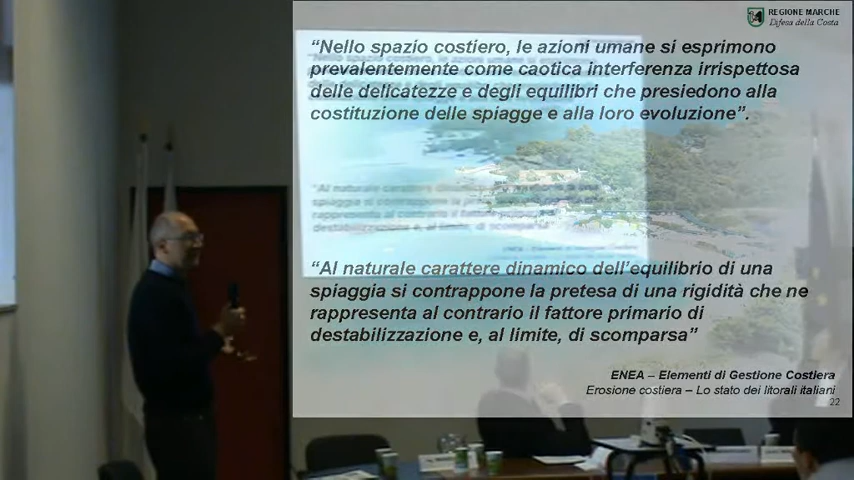 REGIONE MARCHE
Difesa della Costa
“Nello spazio costiero, le azioni umane si esprimono
prevalentemente come caotica interferenza irrispettosa
delle delicatezze e degli equilibri che presiedono alla
costituzione delle spiagge e alla loro evoluzione”.
“Al naturale carattere dinamico dell’equilibrio di una
spiaggia si contrappone la pretesa di una rigidità che ne
rappresenta al contrario il fattore primario di
destabilizzazione e, al limite, di scomparsa”
ENEA – Elementi di Gestione Costiera
Erosione costiera – Lo stato dei litorali italiani
22